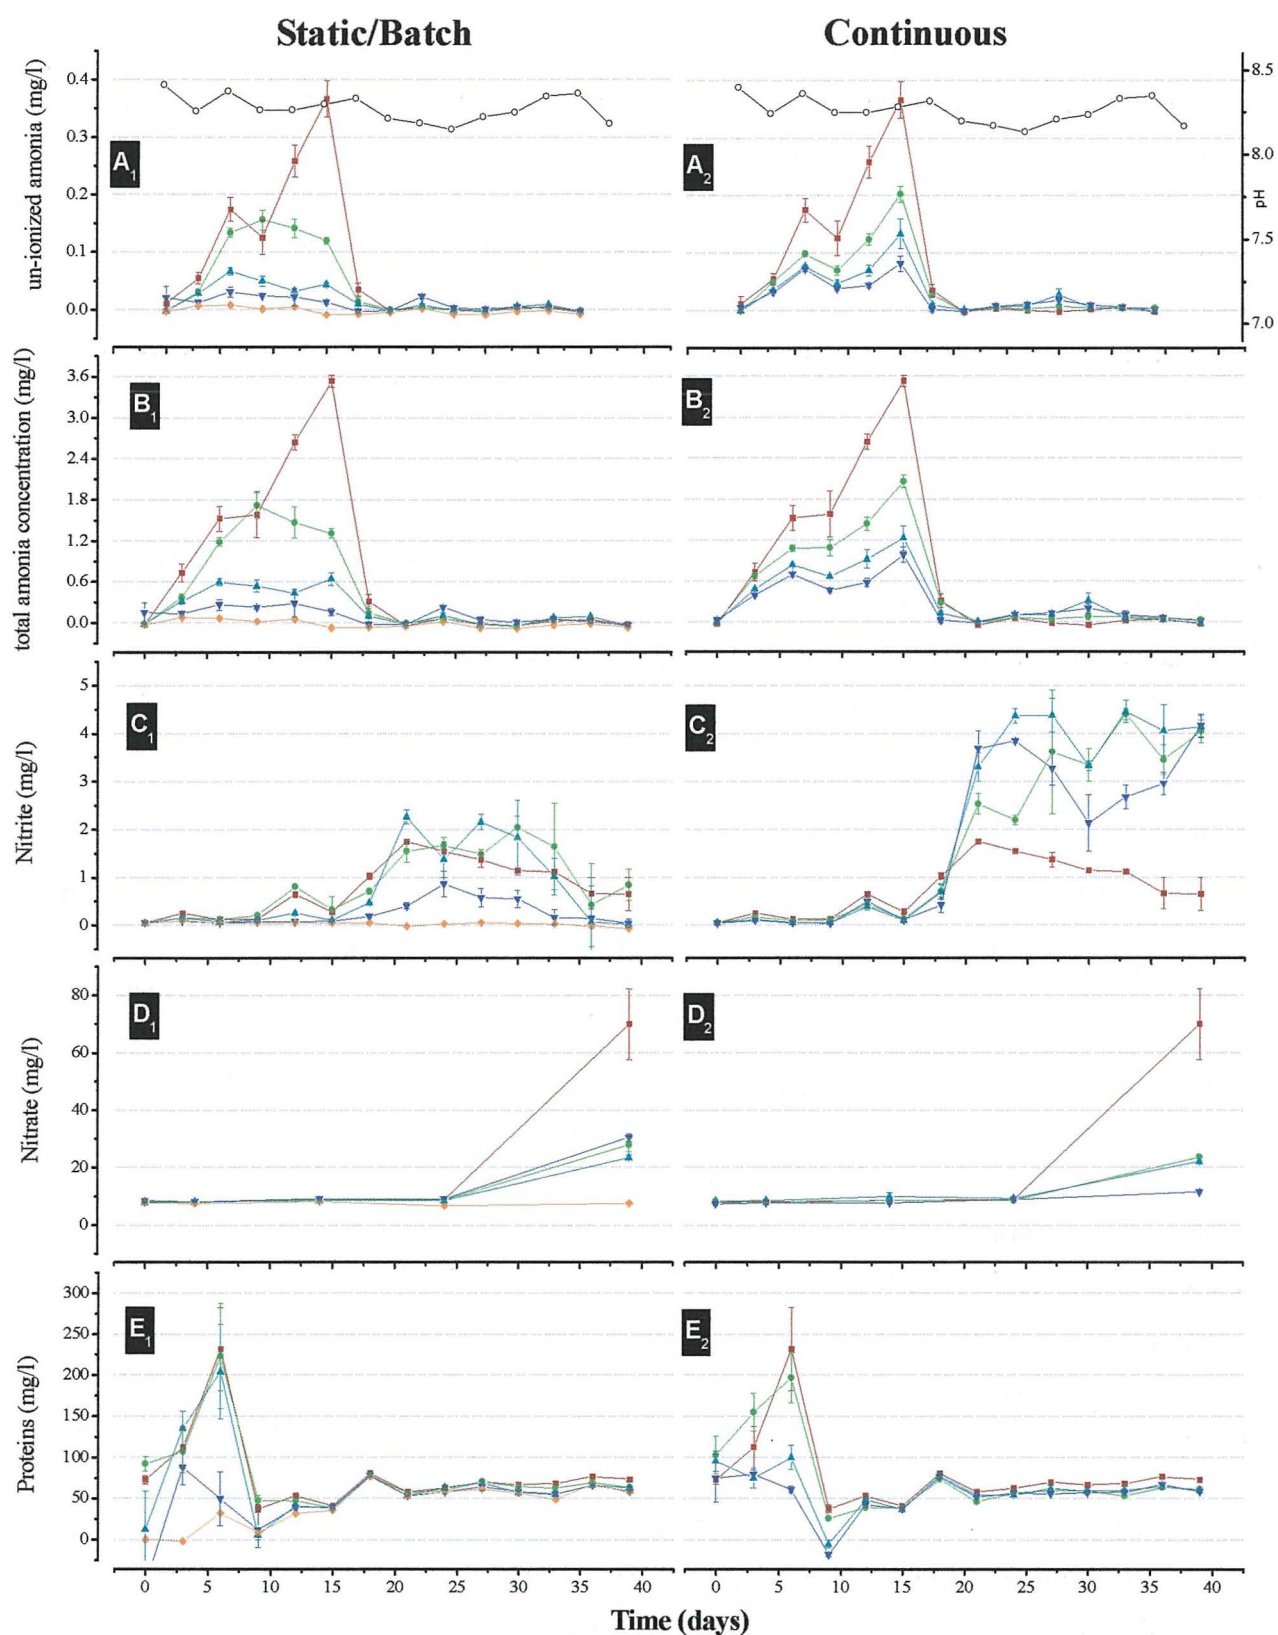 Static/Batch
Continuous
un-ionized amonia (mg/l)
0.4
0.3
0.2
0.1
0.0
A1
A2
8.5
8.0
7.5
7.0
pH
total amonia concentration (mg/l)
3.6
3.0
2.4
1.8
1.2
0.6
0.0
B1
B2
Nitrite (mg/l)
5
4
3
2
1
0
C1
C2
Nitrate (mg/l)
80
60
40
20
0
D1
D2
Proteins (mg/l)
300
250
200
150
100
50
0
E1
E2
0 5 10 15 20 25 30 35 40
0 5 10 15 20 25 30 35 40
Time (days)